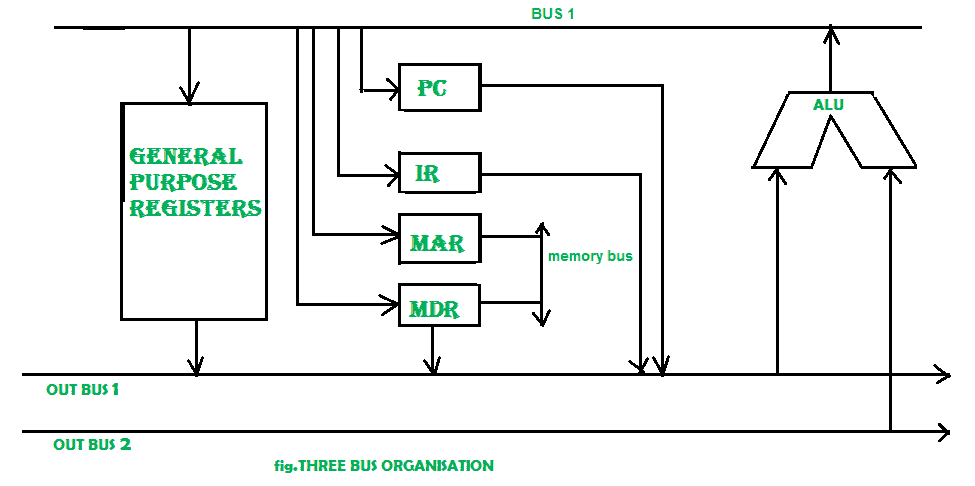 BUS 1
PC
ALU
GENERAL
PURPOSE
REGISTERS
IR
MAR
memory bus
MDR
OUT BUS 1
OUT BUS 2
fig.THREE BUS ORGANISATION